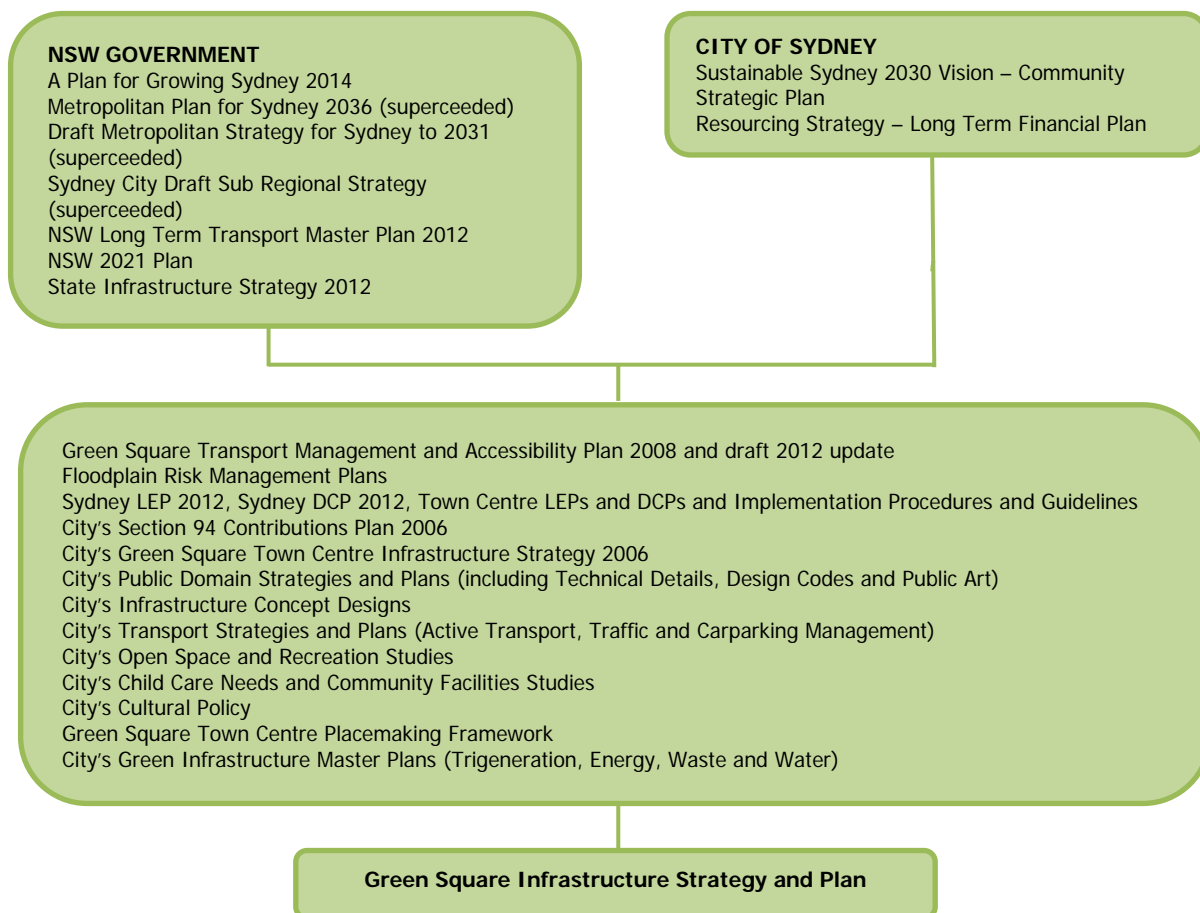 NSW GOVERNMENT
A Plan for Growing Sydney 2014
Metropolitan Plan for Sydney 2036 (superceeded)
Draft Metropolitan Strategy for Sydney to 2031
(superceeded)
Sydney City Draft Sub Regional Strategy
(superceeded)
NSW Long Term Transport Master Plan 2012
NSW 2021 Plan
State Infrastructure Strategy 2012
CITY OF SYDNEY
Sustainable Sydney 2030 Vision – Community
Strategic Plan
Resourcing Strategy – Long Term Financial Plan
Green Square Transport Management and Accessibility Plan 2008 and draft 2012 update
Floodplain Risk Management Plans
Sydney LEP 2012, Sydney DCP 2012, Town Centre LEPs and DCPs and Implementation Procedures and Guidelines
City's Section 94 Contributions Plan 2006
City's Green Square Town Centre Infrastructure Strategy 2006
City's Public Domain Strategies and Plans (including Technical Details, Design Codes and Public Art)
City's Infrastructure Concept Designs
City's Transport Strategies and Plans (Active Transport, Traffic and Carparking Management)
City's Open Space and Recreation Studies
City's Child Care Needs and Community Facilities Studies
City's Cultural Policy
Green Square Town Centre Placemaking Framework
City's Green Infrastructure Master Plans (Trigeneration, Energy, Waste and Water)
Green Square Infrastructure Strategy and Plan